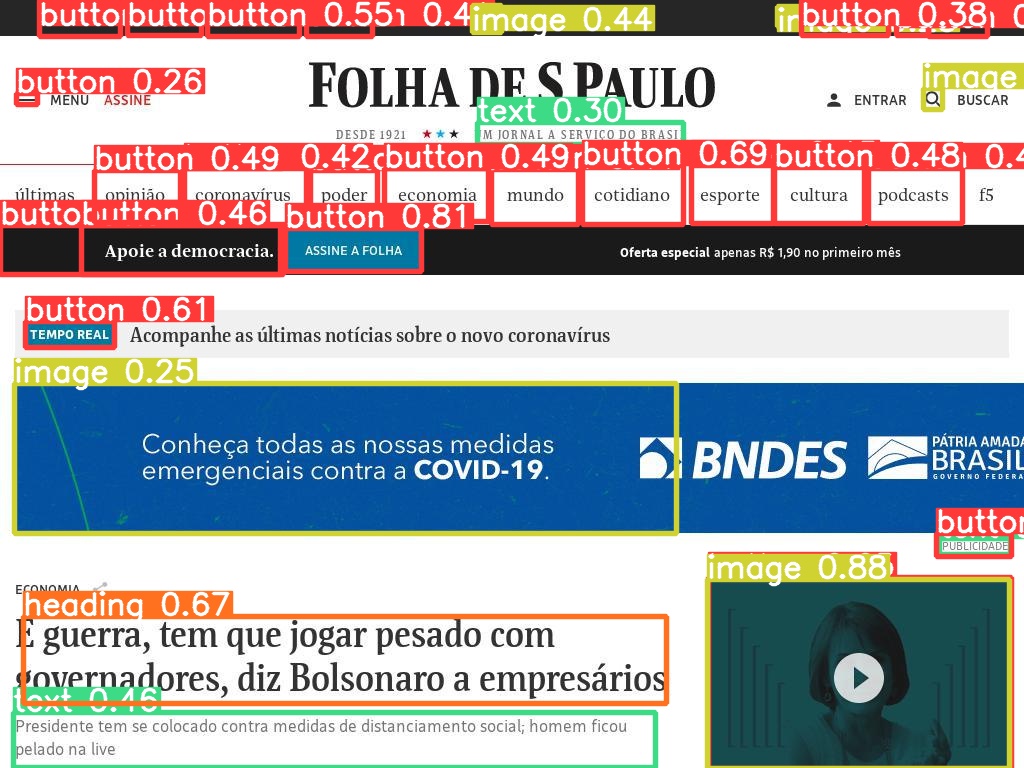 button 0.55
image 0.44
button 0.38
button 0.26
image
MENU ASSINE
FOLHA DE S.PAULO
ENTRAR BUSCAR
text 0.30
DESDE 1921 ★★★ UM JORNAL A SERVIÇO DO BRASIL
button 0.49 0.42 button 0.49 button 0.69 button 0.48
últimas opinião coronavírus poder economia mundo cotidiano esporte cultura podcasts f5
button 0.46 button 0.81
Apoie a democracia. ASSINE A FOLHA Oferta especial apenas R$ 1,90 no primeiro mês
button 0.61
TEMPO REAL Acompanhe as últimas notícias sobre o novo coronavírus
image 0.25
Conheça todas as nossas medidas
emergenciais contra a COVID-19.
BNDES
PÁTRIA AMADA
BRASIL
GOVERNO FEDERAL
button
PUBLICIDADE
image 0.88
ECONOMIA
heading 0.67
É guerra, tem que jogar pesado com
governadores, diz Bolsonaro a empresários
text 0.46
Presidente tem se colocado contra medidas de distanciamento social; homem ficou
pelado na live